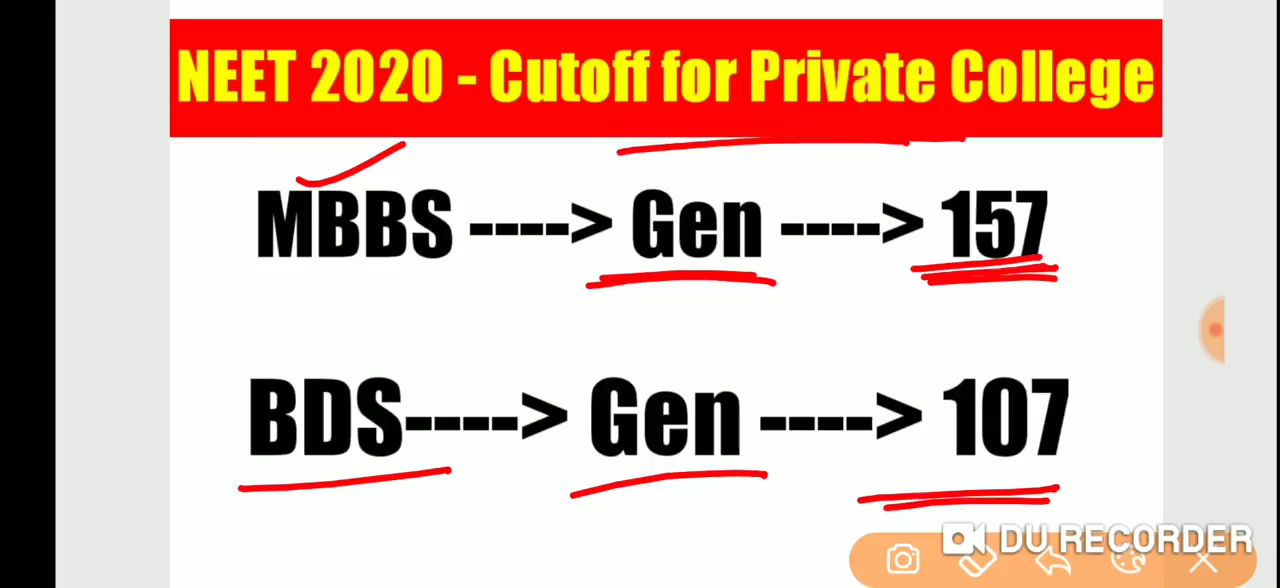 NEET 2020 - Cutoff for Private College
MBBS ----> Gen ----> 157
BDS----> Gen ----> 107
DU RECORDER